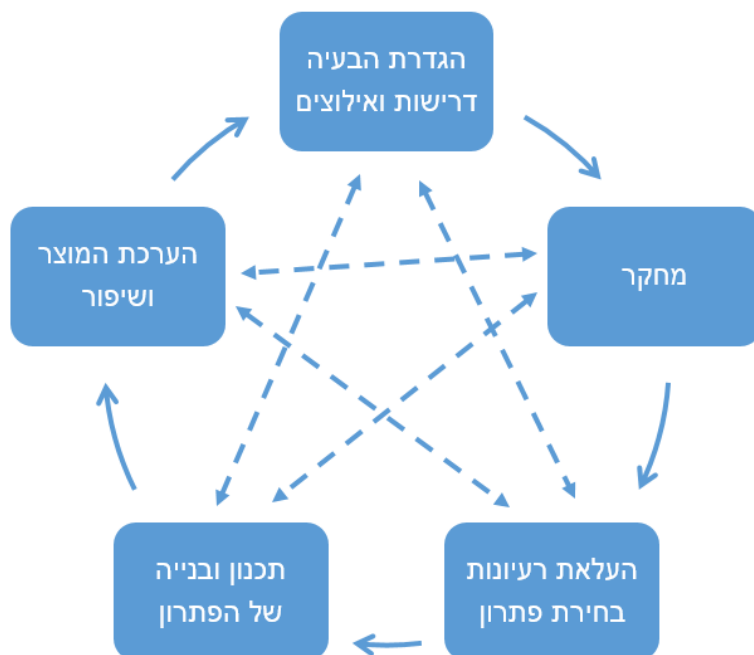 הגדרת הבעיה
דרישות ואילוצים
מחקר
העלאת רעיונות
בחירת פתרון
תכנון ובנייה
של הפתרון
הערכת המוצר
ושיפור